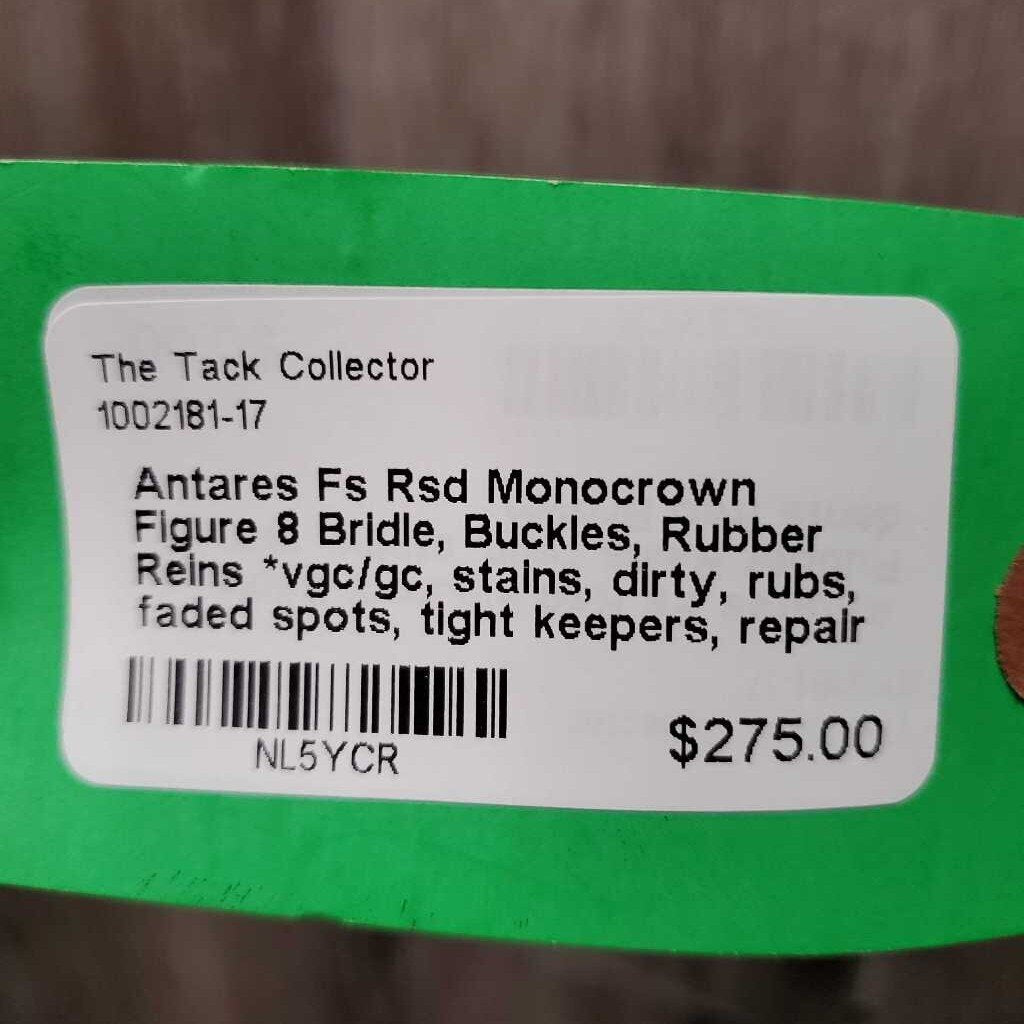 The Tack Collector
1002181-17
Antares Fs Rsd Monocrown
Figure 8 Bridle, Buckles, Rubber
Reins *vgc/gc, stains, dirty, rubs,
faded spots, tight keepers, repair
NL5YCR
$275.00